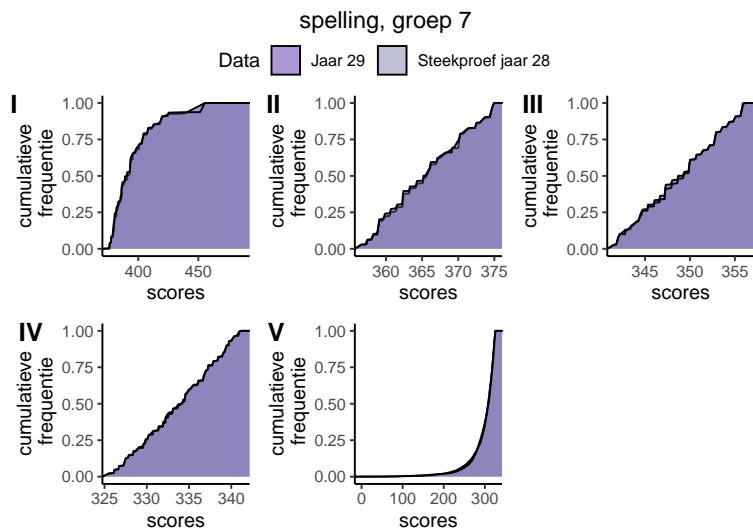 spelling, groep 7
Data Jaar 29 Steekproef jaar 28
I
1.00
0.75
0.50
0.25
0.00
cumulatieve
frequentie
400 450
scores
II
1.00
0.75
0.50
0.25
0.00
cumulatieve
frequentie
360 365 370 375
scores
III
1.00
0.75
0.50
0.25
0.00
cumulatieve
frequentie
345 350 355
scores
IV
1.00
0.75
0.50
0.25
0.00
cumulatieve
frequentie
325 330 335 340
scores
V
1.00
0.75
0.50
0.25
0.00
cumulatieve
frequentie
0 100 200 300
scores